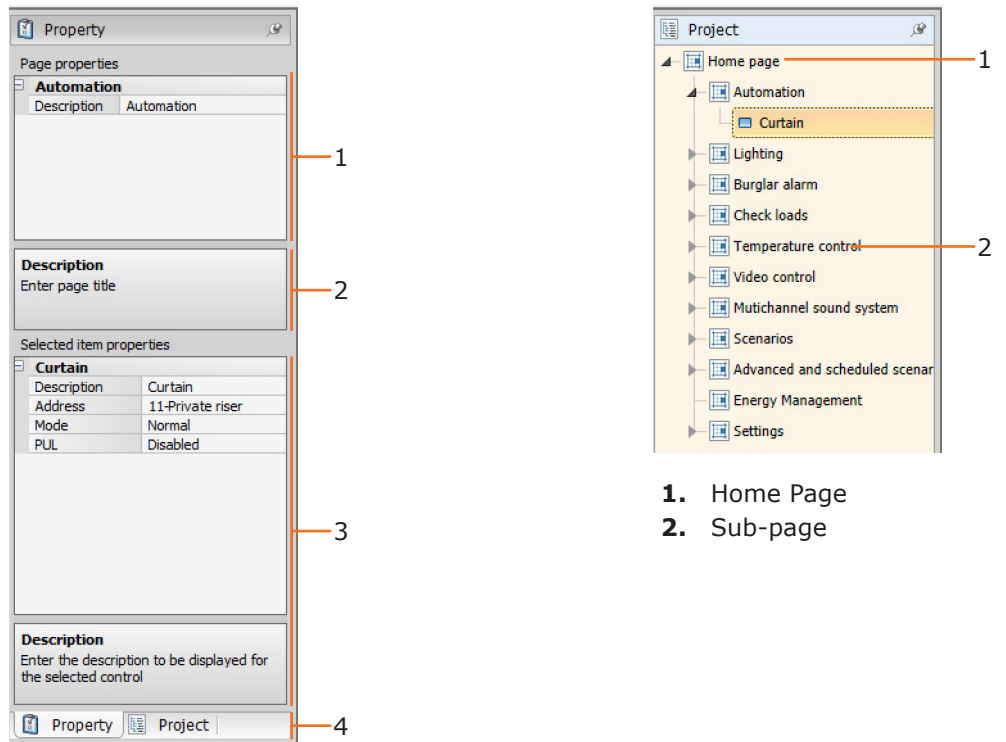 Property
Page properties
Automation
Description Automation
1
Description
Enter page title
2
Selected item properties
Curtain
Description Curtain
Address 11-Private riser
Mode Normal
PUL Disabled
3
Description
Enter the description to be displayed for
the selected control
Property Project
4
Project
Home page
1
Automation
Curtain
Lighting
Burglar alarm
Check loads
Temperature control
2
Video control
Mutichannel sound system
Scenarios
Advanced and scheduled scenar
Energy Management
Settings
1. Home Page
2. Sub-page